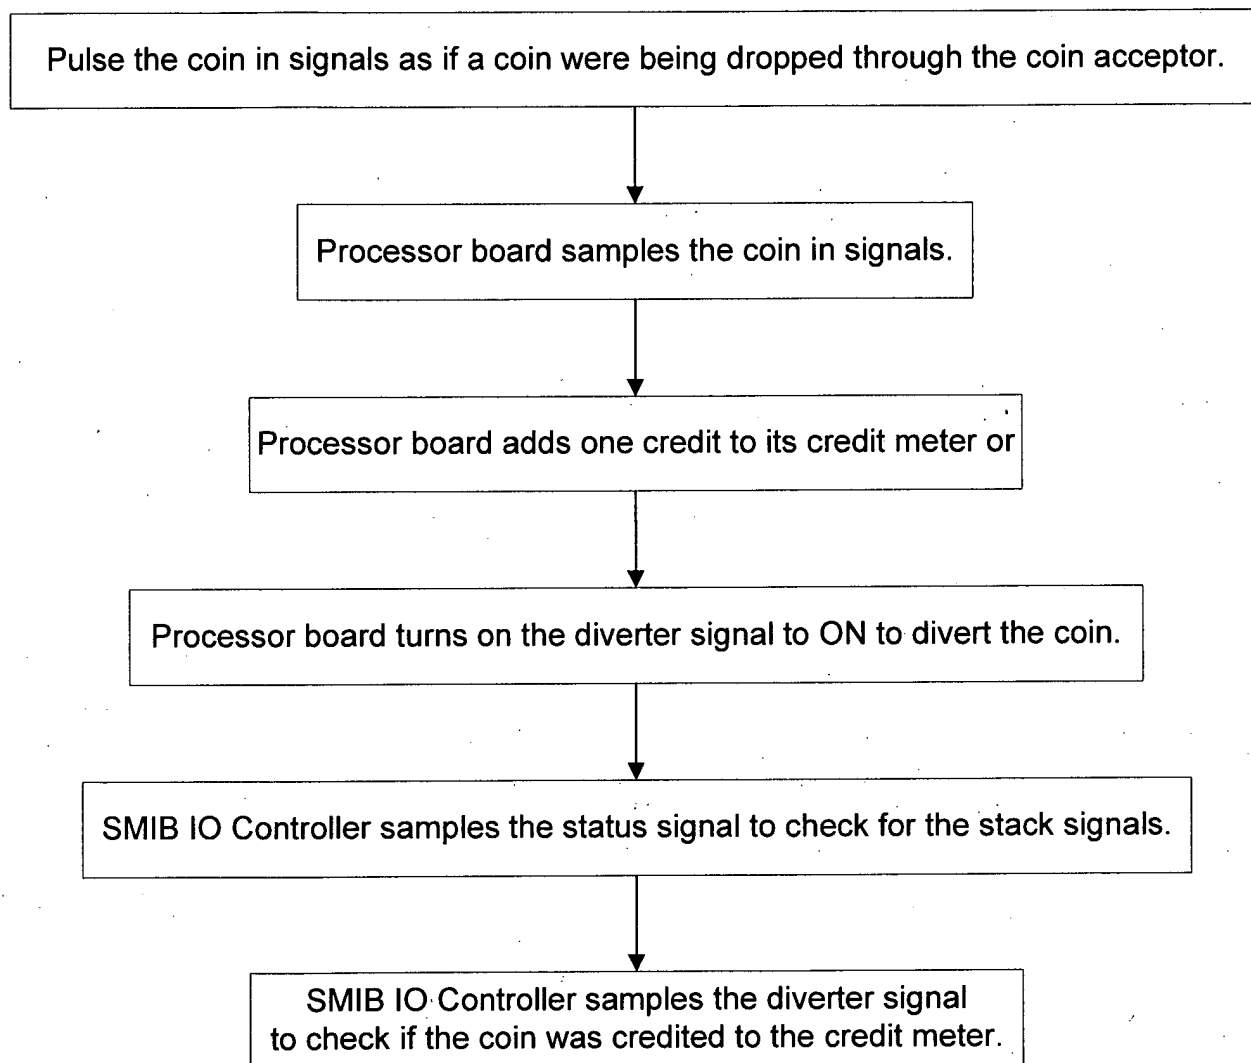 Pulse the coin in signals as if a coin were being dropped through the coin acceptor.
Processor board samples the coin in signals.
Processor board adds one credit to its credit meter or
Processor board turns on the diverter signal to ON to divert the coin.
SMIB IO Controller samples the status signal to check for the stack signals.
SMIB IO Controller samples the diverter signal
to check if the coin was credited to the credit meter.